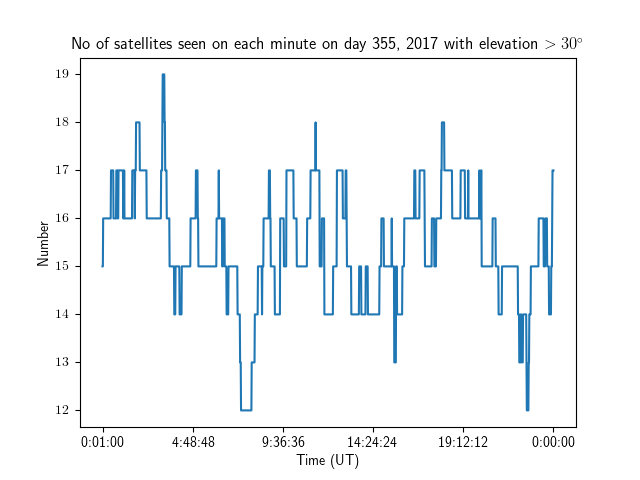 No of satellites seen on each minute on day 355, 2017 with elevation > 30°
19
18
17
16
15
14
13
12
Number
0:01:00 4:48:48 9:36:36 14:24:24 19:12:12 0:00:00
Time (UT)